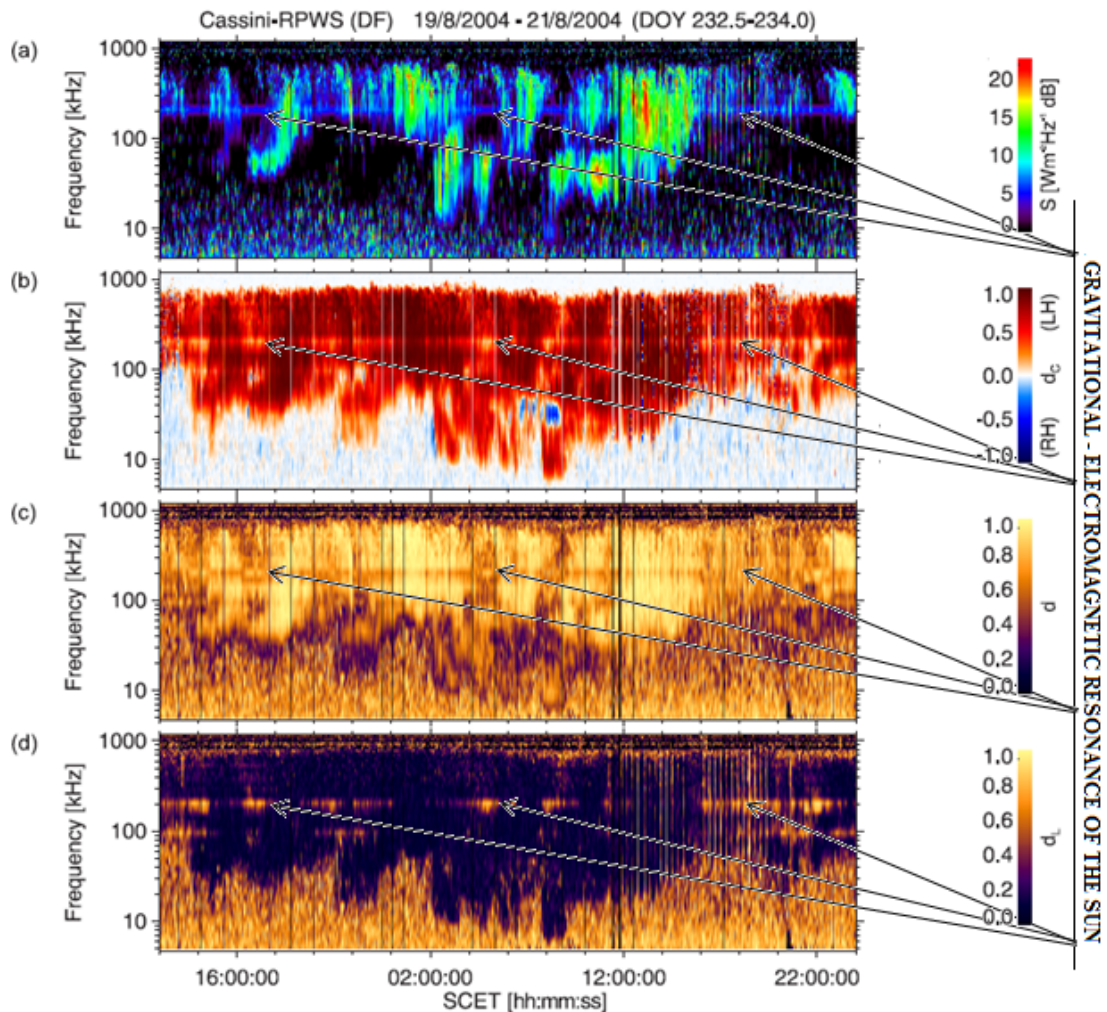 Cassini-RPWS (DF) 19/8/2004 - 21/8/2004 (DOY 232.5-234.0)
(a)
Frequency [kHz]
1000
100
10
20
15
10
5
0
S [Wm⁻²Hz⁻¹ dB]
(b)
Frequency [kHz]
1000
100
10
1.0
0.5
0.0
-0.5
-1.0
(RH) d_C (LH)
(c)
Frequency [kHz]
1000
100
10
1.0
0.8
0.6
0.4
0.2
0.0
d
(d)
Frequency [kHz]
1000
100
10
1.0
0.8
0.6
0.4
0.2
0.0
d_L
16:00:00 02:00:00 12:00:00 22:00:00
SCET [hh:mm:ss]
GRAVITATIONAL - ELECTROMAGNETIC RESONANCE OF THE SUN